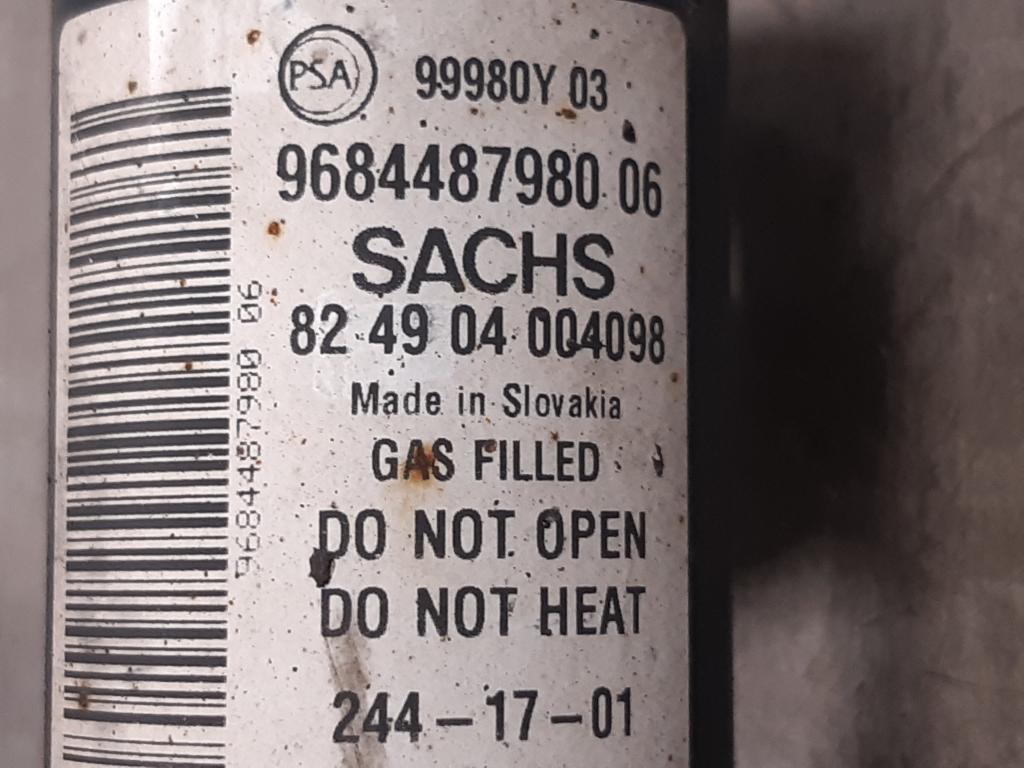 PSA 99980Y 03
9684487980 06
SACHS
82 49 04 004098
Made in Slovakia
GAS FILLED
DO NOT OPEN
DO NOT HEAT
244-17-01
9684487980 06